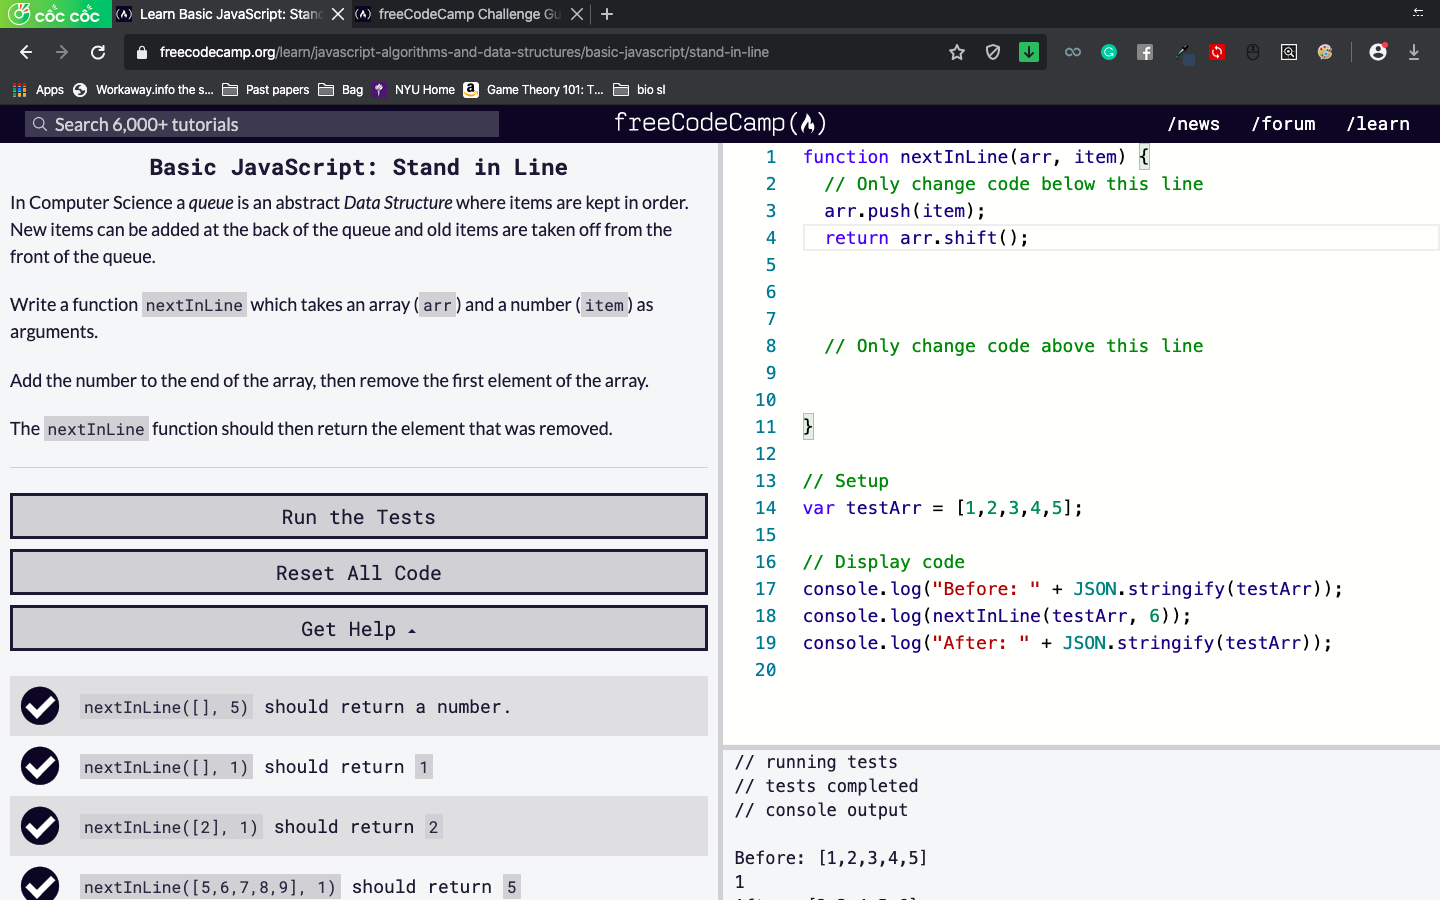 cốc cốc
Learn Basic JavaScript: Stand
freeCodeCamp Challenge Gu
freecodecamp.org/learn/javascript-algorithms-and-data-structures/basic-javascript/stand-in-line
Apps
Workaway.info the s...
Past papers
Bag
NYU Home
Game Theory 101: T...
bio sl
Search 6,000+ tutorials
freeCodeCamp
/news
/forum
/learn
Basic JavaScript: Stand in Line
In Computer Science a queue is an abstract Data Structure where items are kept in order.
New items can be added at the back of the queue and old items are taken off from the
front of the queue.
Write a function nextInLine which takes an array ( arr ) and a number ( item ) as
arguments.
Add the number to the end of the array, then remove the first element of the array.
The nextInLine function should then return the element that was removed.
Run the Tests
Reset All Code
Get Help
nextInLine([], 5) should return a number.
nextInLine([], 1) should return 1
nextInLine([2], 1) should return 2
nextInLine([5,6,7,8,9], 1) should return 5
1 function nextInLine(arr, item) {
2 // Only change code below this line
3 arr.push(item);
4 return arr.shift();
5
6
7
8 // Only change code above this line
9
10
11 }
12
13 // Setup
14 var testArr = [1,2,3,4,5];
15
16 // Display code
17 console.log("Before: " + JSON.stringify(testArr));
18 console.log(nextInLine(testArr, 6));
19 console.log("After: " + JSON.stringify(testArr));
20
// running tests
// tests completed
// console output
Before: [1,2,3,4,5]
1